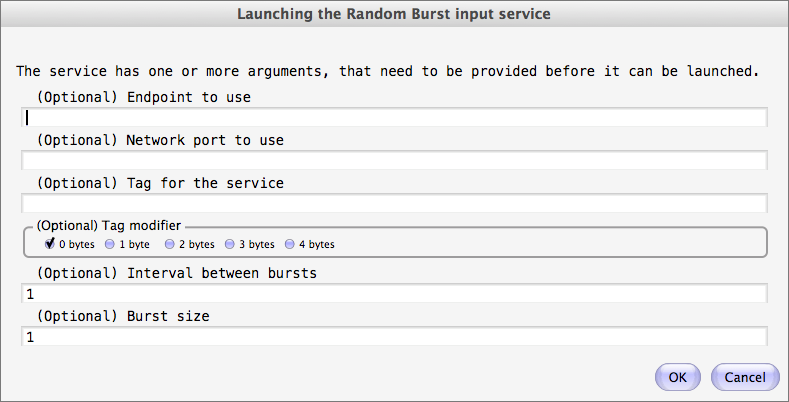 Launching the Random Burst input service
The service has one or more arguments, that need to be provided before it can be launched.
(Optional) Endpoint to use
(Optional) Network port to use
(Optional) Tag for the service
(Optional) Tag modifier
0 bytes 1 byte 2 bytes 3 bytes 4 bytes
(Optional) Interval between bursts
1
(Optional) Burst size
1
OK Cancel